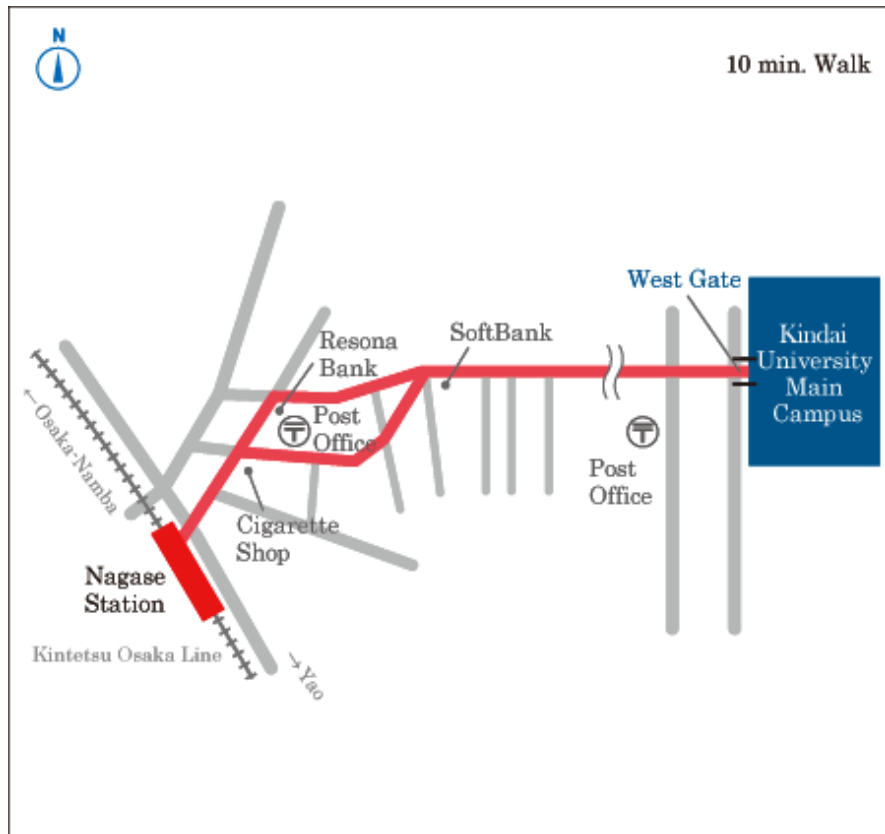 N
10 min. Walk
West Gate
SoftBank
Resona
Bank
Kindai
University
Main
Campus
Post
Office
←Osaka-Namba
Post
Office
Cigarette
Shop
Nagase
Station
Kintetsu Osaka Line
→Yao